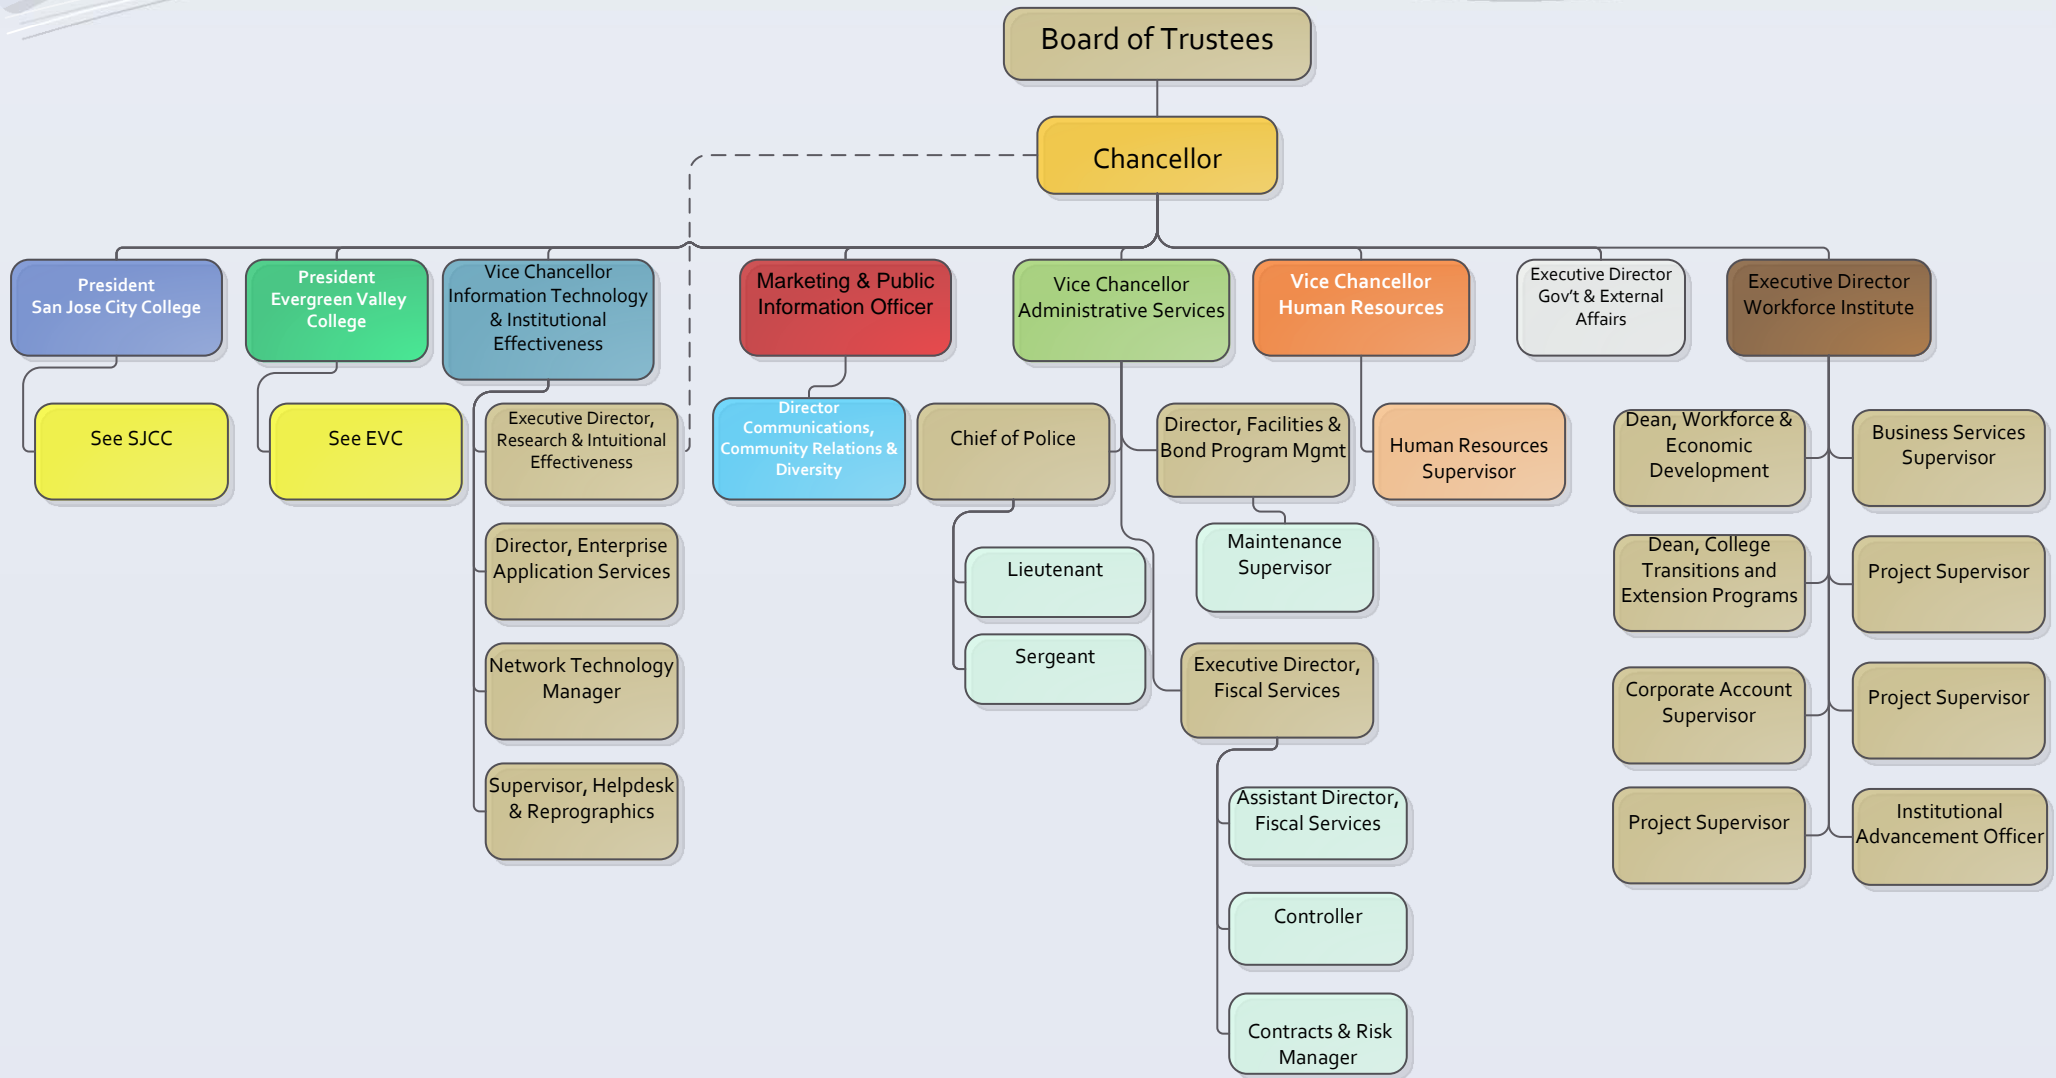 Board of Trustees
Chancellor
President
San Jose City College
President
Evergreen Valley
College
Vice Chancellor
Information Technology
& Institutional
Effectiveness
Marketing & Public
Information Officer
Vice Chancellor
Administrative Services
Vice Chancellor
Human Resources
Executive Director
Gov't & External
Affairs
Executive Director
Workforce Institute
See SJCC
See EVC
Executive Director,
Research & Intuitional
Effectiveness
Director, Enterprise
Application Services
Network Technology
Manager
Supervisor, Helpdesk
& Reprographics
Director
Communications,
Community Relations &
Diversity
Chief of Police
Lieutenant
Sergeant
Director, Facilities &
Bond Program Mgmt
Maintenance
Supervisor
Executive Director,
Fiscal Services
Assistant Director,
Fiscal Services
Controller
Contracts & Risk
Manager
Human Resources
Supervisor
Dean, Workforce &
Economic
Development
Dean, College
Transitions and
Extension Programs
Corporate Account
Supervisor
Project Supervisor
Business Services
Supervisor
Project Supervisor
Project Supervisor
Institutional
Advancement Officer